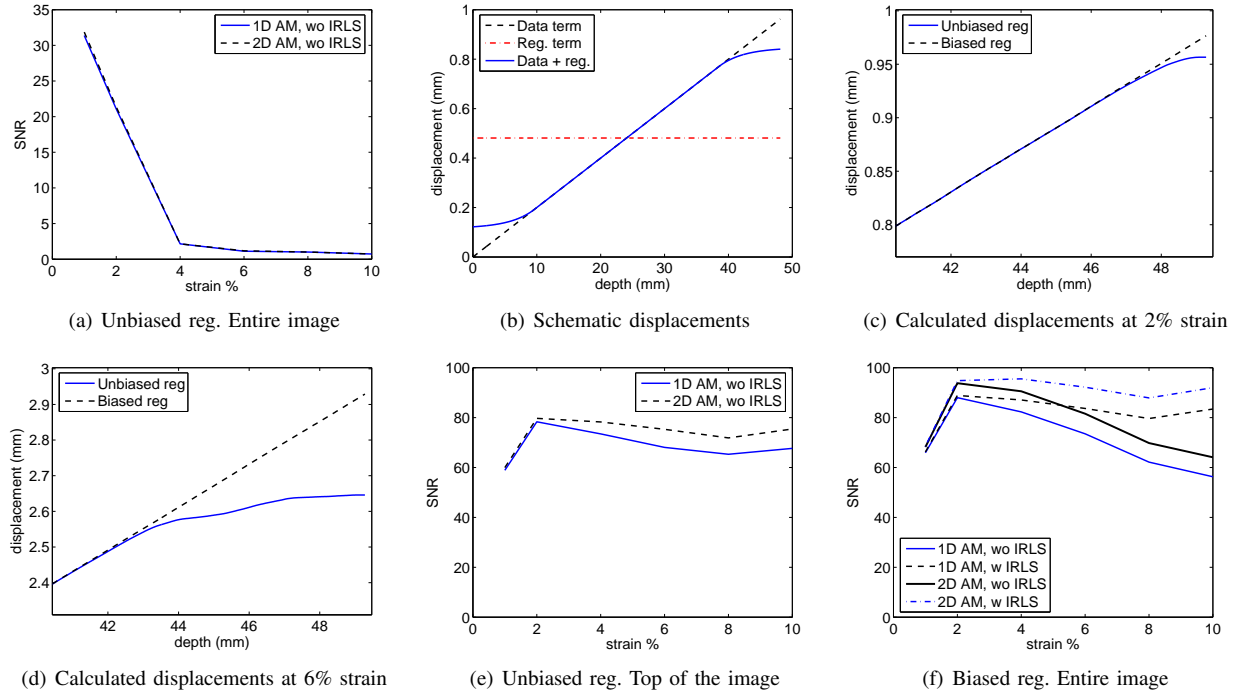 35
30
25
20
15
10
5
0
SNR
0 2 4 6 8 10
strain %
1D AM, wo IRLS
2D AM, wo IRLS
(a) Unbiased reg. Entire image
1
0.8
0.6
0.4
0.2
0
displacement (mm)
0 10 20 30 40 50
depth (mm)
Data term
Reg. term
Data + reg.
(b) Schematic displacements
0.95
0.9
0.85
0.8
displacement (mm)
42 44 46 48
depth (mm)
Unbiased reg
Biased reg
(c) Calculated displacements at 2% strain
3
2.9
2.8
2.7
2.6
2.5
2.4
displacement (mm)
42 44 46 48
depth (mm)
Unbiased reg
Biased reg
(d) Calculated displacements at 6% strain
100
80
60
40
20
0
SNR
0 2 4 6 8 10
strain %
1D AM, wo IRLS
2D AM, wo IRLS
(e) Unbiased reg. Top of the image
100
80
60
40
20
0
SNR
0 2 4 6 8 10
strain %
1D AM, wo IRLS
1D AM, w IRLS
2D AM, wo IRLS
2D AM, w IRLS
(f) Biased reg. Entire image